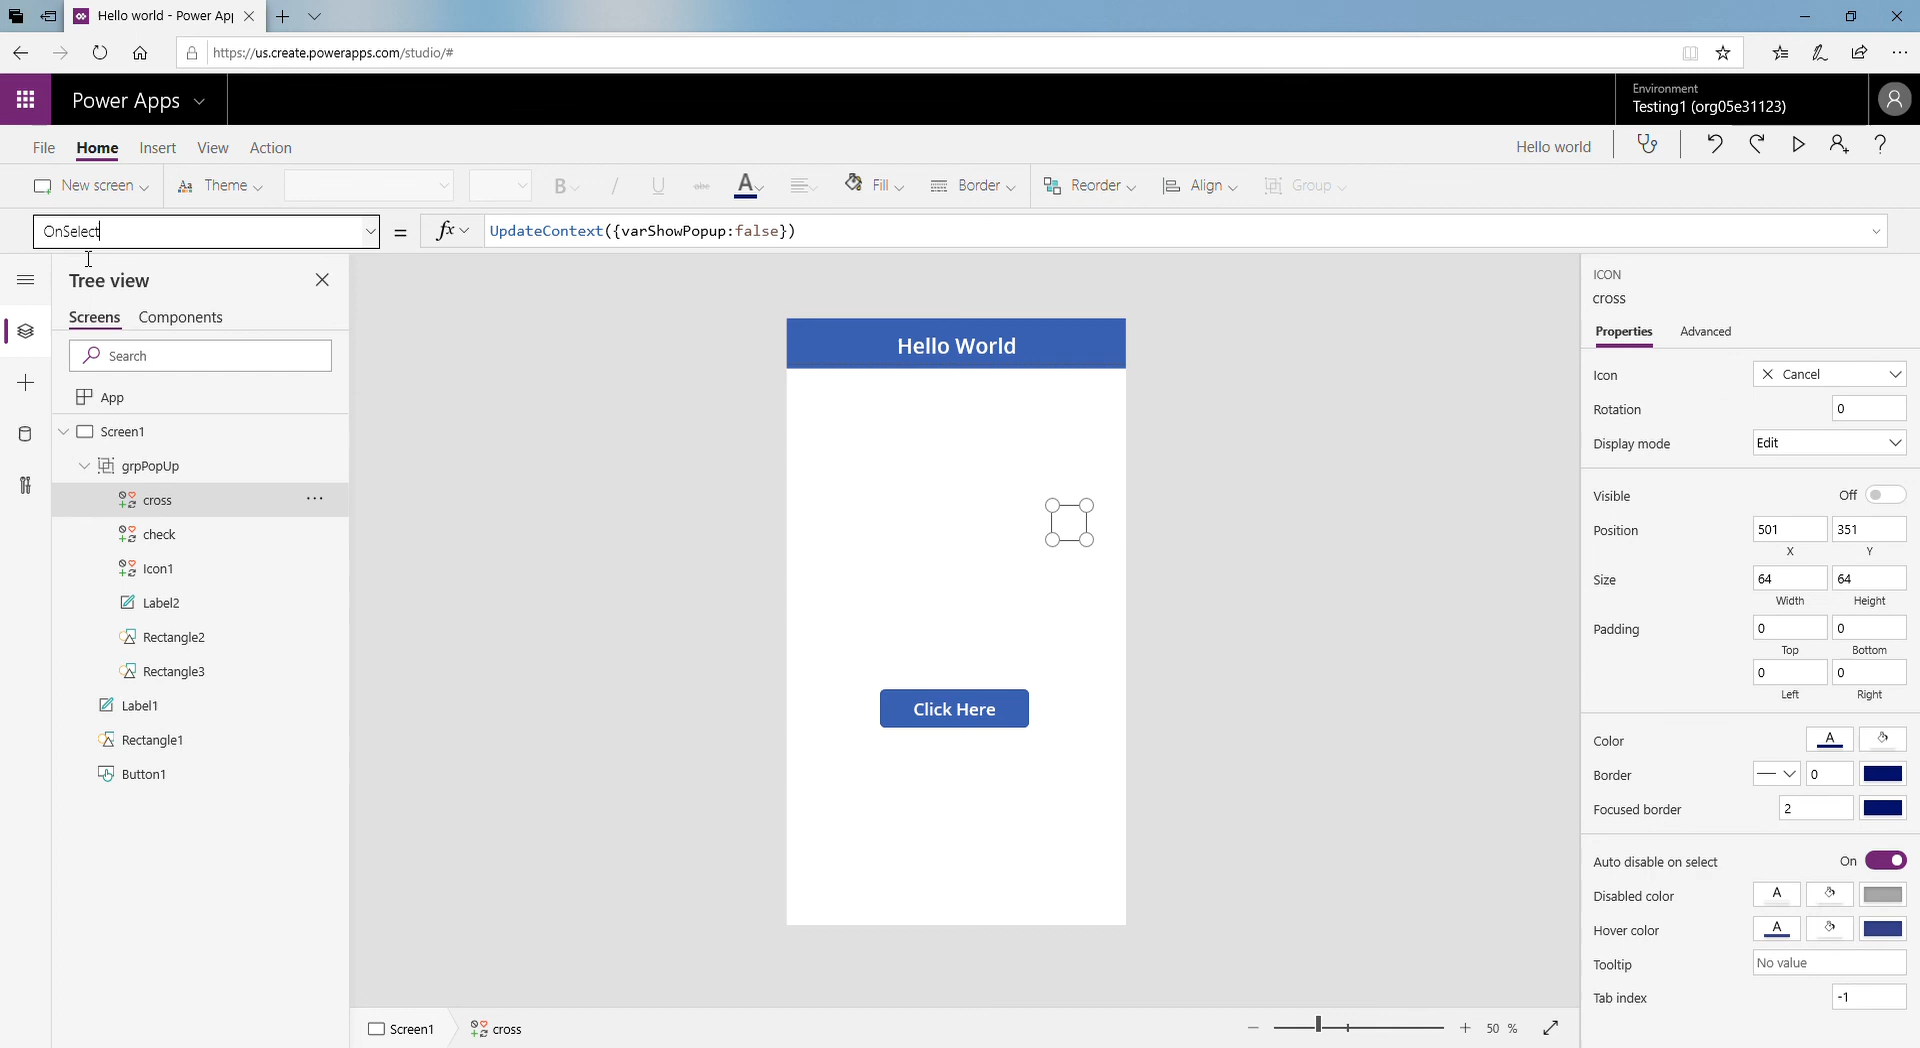 Hello world - Power Ap
https://us.create.powerapps.com/studio/#
Power Apps
Environment
Testing1 (org05e31123)
File Home Insert View Action
Hello world
New screen Theme B / U abc A Fill Border Reorder Align Group
OnSelect = fx UpdateContext({varShowPopup:false})
Tree view
Screens Components
Search
App
Screen1
grpPopUp
cross
check
Icon1
Label2
Rectangle2
Rectangle3
Label1
Rectangle1
Button1
Hello World
Click Here
Screen1 cross
50 %
ICON
cross
Properties Advanced
Icon Cancel
Rotation 0
Display mode Edit
Visible Off
Position 501 351
X Y
Size 64 64
Width Height
Padding 0 0
Top Bottom
0 0
Left Right
Color A
Border 0
Focused border 2
Auto disable on select On
Disabled color A
Hover color A
Tooltip No value
Tab index -1